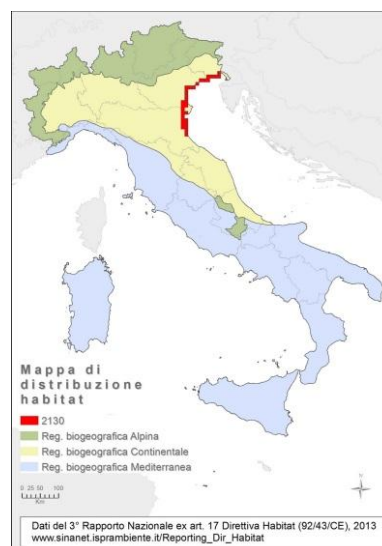 Mappa di
distribuzione
habitat
2130
Reg. biogeografica Alpina
Reg. biogeografica Continentale
Reg. biogeografica Mediterranea
0 25 50 100
Km
Dati del 3° Rapporto Nazionale ex art. 17 Direttiva Habitat (92/43/CE), 2013
www.sinanet.isprambiente.it/Reporting_Dir_Habitat